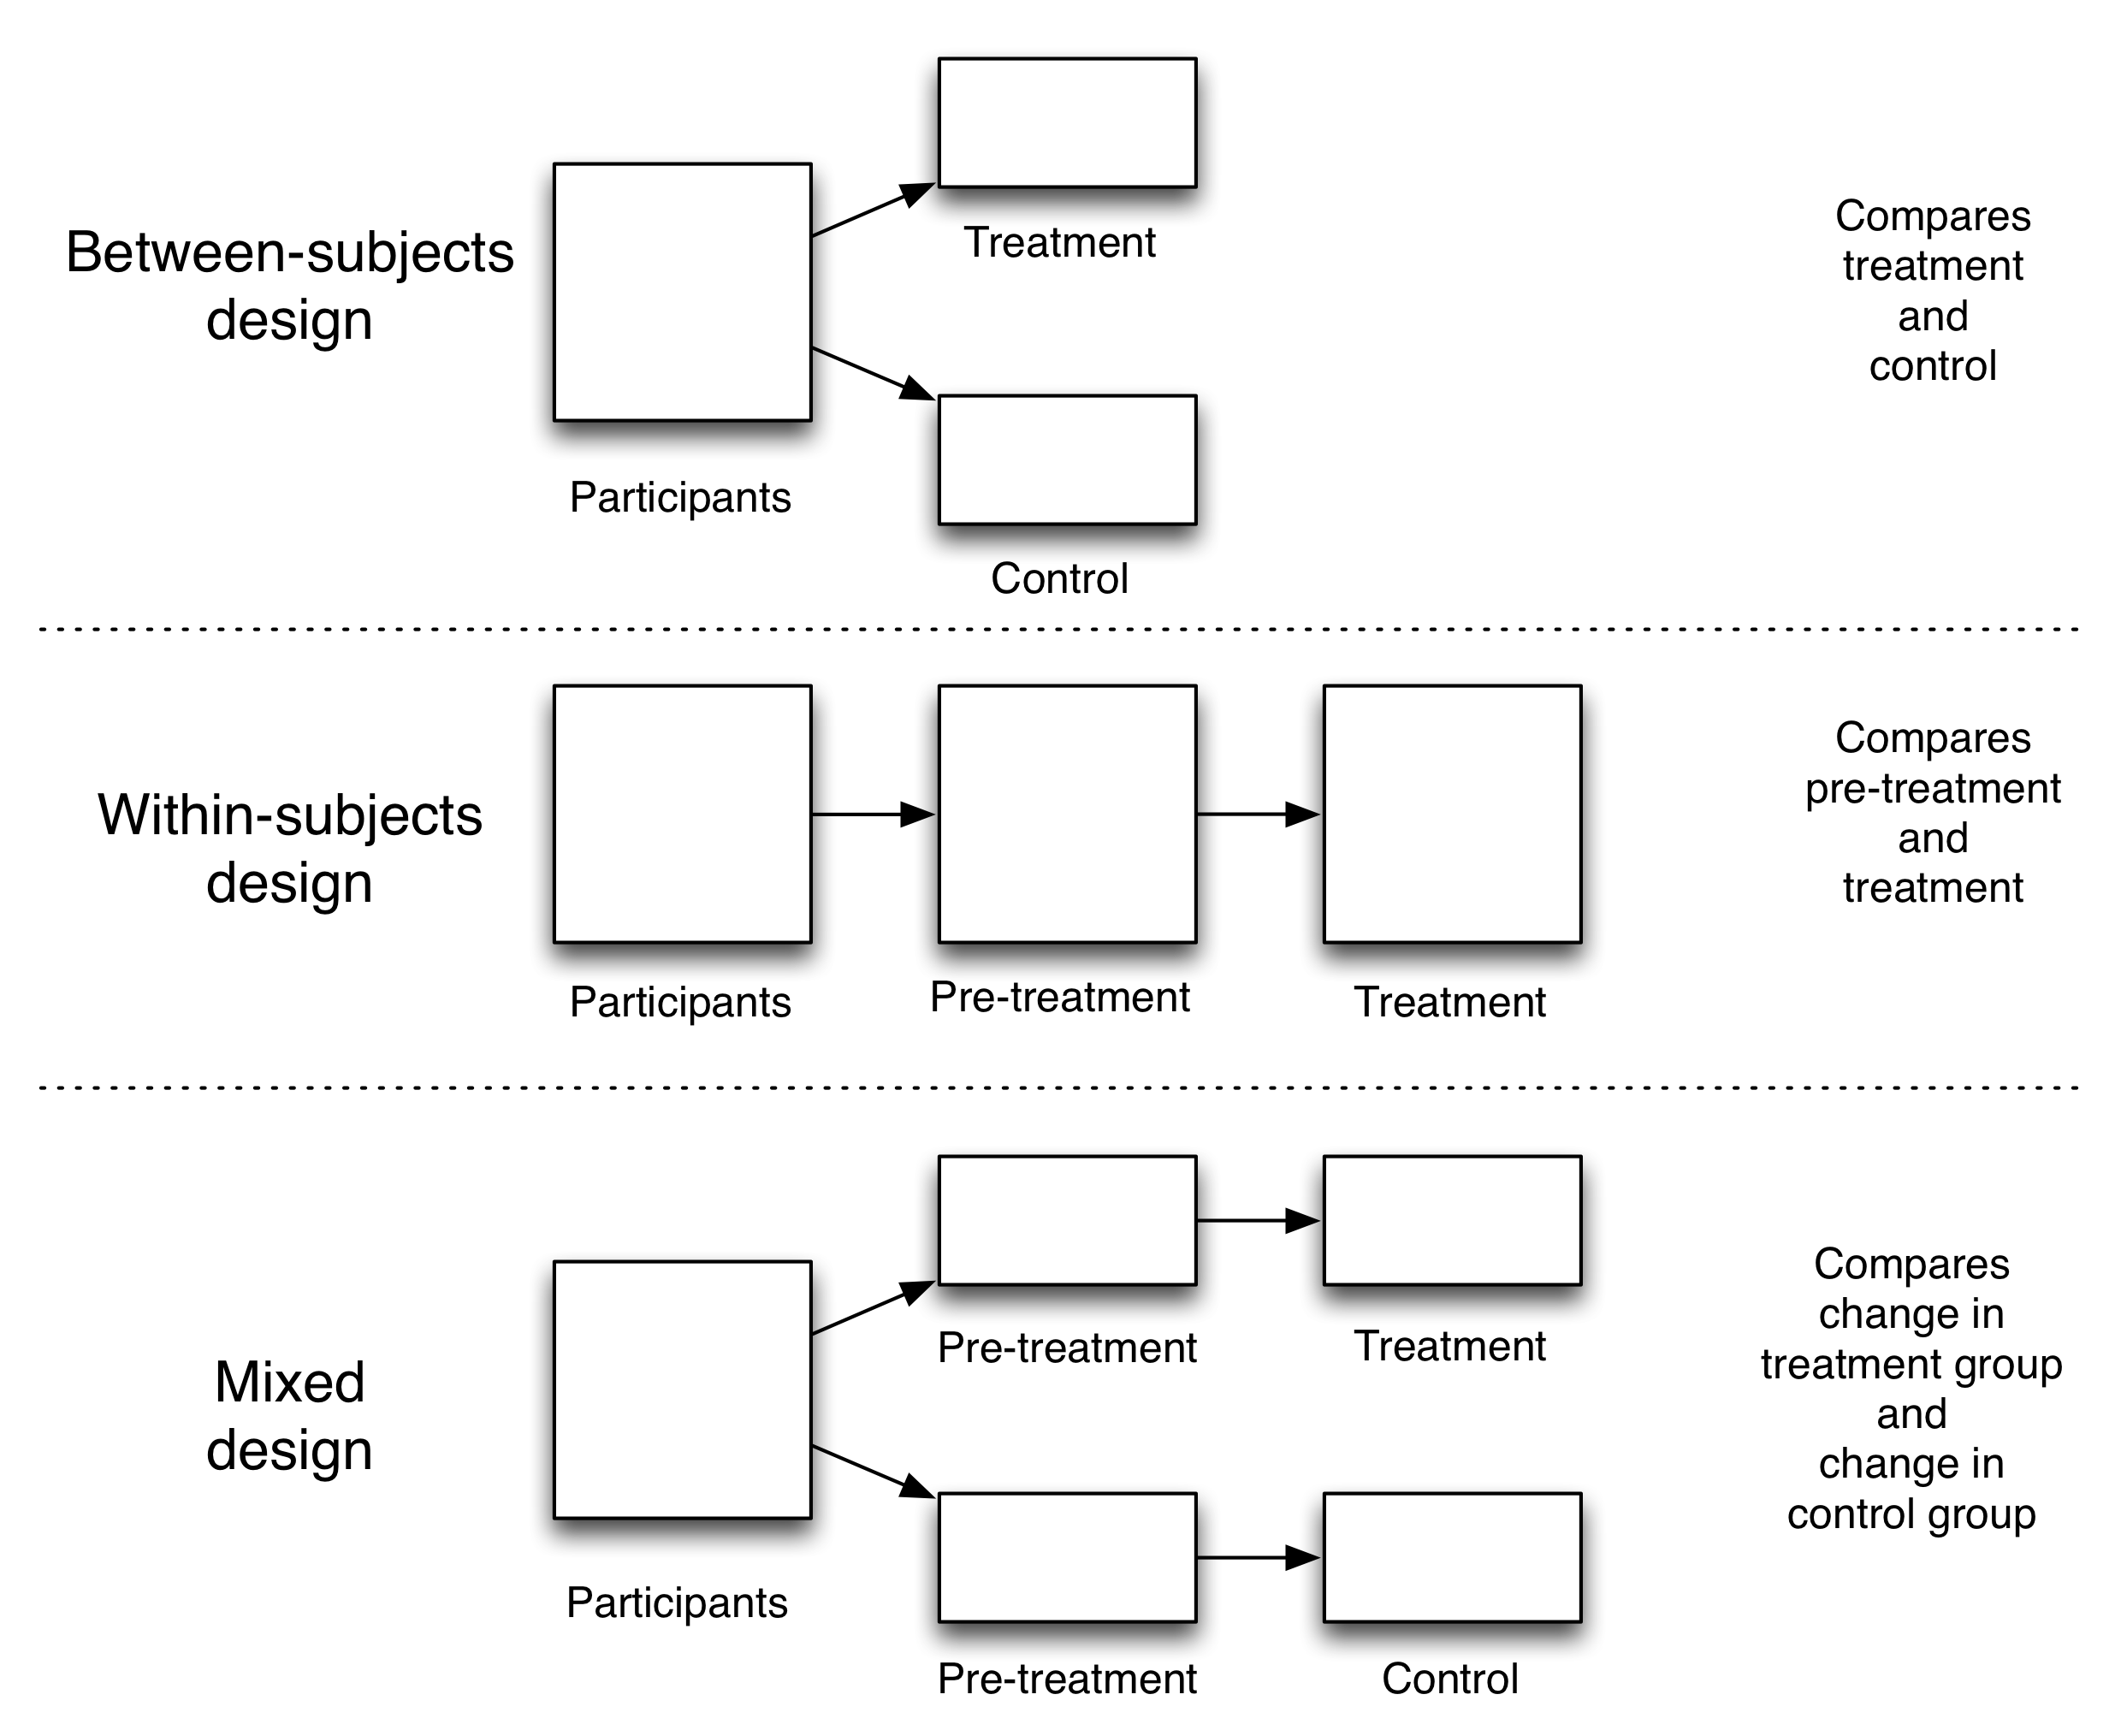 Between-subjects
design
Participants
Treatment
Control
Compares
treatment
and
control
Within-subjects
design
Participants
Pre-treatment
Treatment
Compares
pre-treatment
and
treatment
Mixed
design
Participants
Pre-treatment
Treatment
Pre-treatment
Control
Compares
change in
treatment group
and
change in
control group